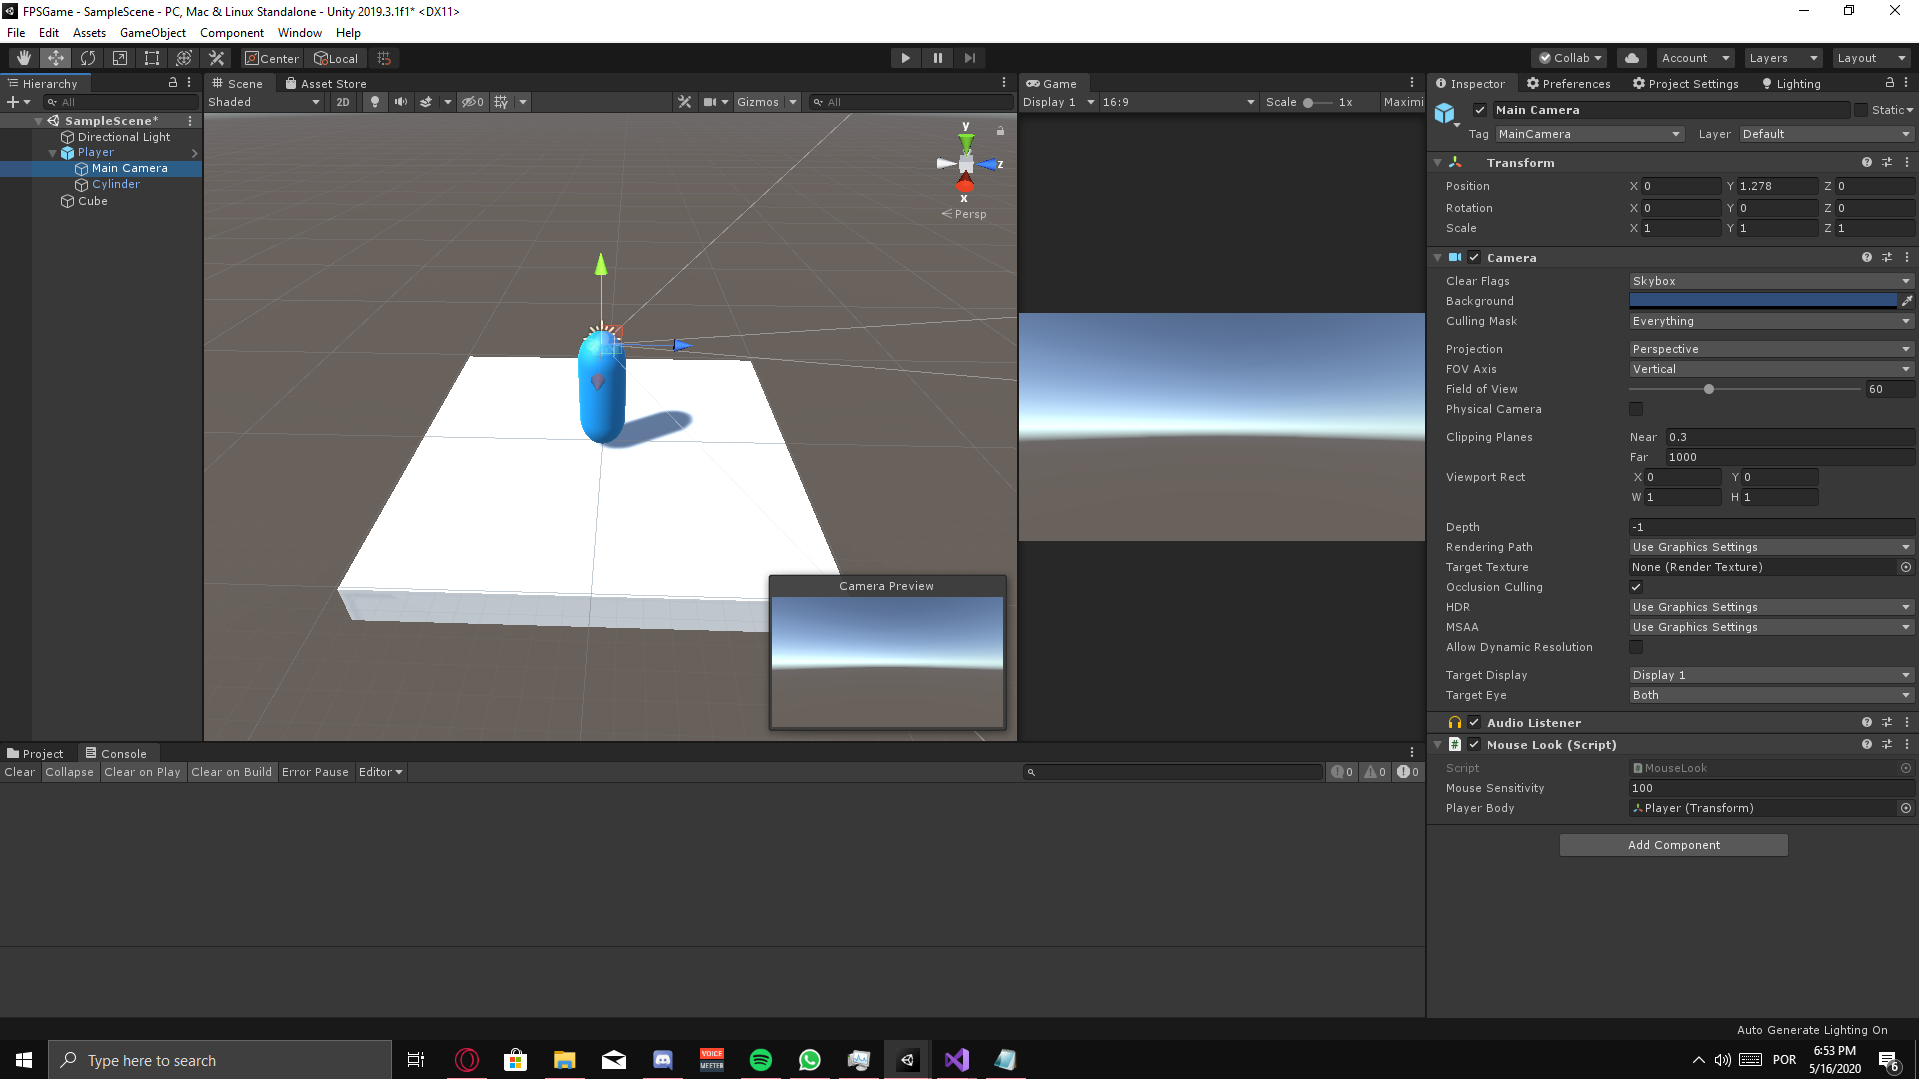 FPSGame - SampleScene - PC, Mac & Linux Standalone - Unity 2019.3.1f1* <DX11>
File Edit Assets GameObject Component Window Help
Center Local Collab Account Layers Layout
Hierarchy
All
SampleScene*
Directional Light
Player
Main Camera
Cylinder
Cube
Scene Asset Store
Shaded 2D 0 Gizmos All
y
z
x
Persp
Camera Preview
Game
Display 1 16:9 Scale 1x Maximi
Inspector Preferences Project Settings Lighting
Main Camera Static
Tag MainCamera Layer Default
Transform
Position X 0 Y 1.278 Z 0
Rotation X 0 Y 0 Z 0
Scale X 1 Y 1 Z 1
Camera
Clear Flags Skybox
Background
Culling Mask Everything
Projection Perspective
FOV Axis Vertical
Field of View 60
Physical Camera
Clipping Planes Near 0.3
Far 1000
Viewport Rect X 0 Y 0
W 1 H 1
Depth -1
Rendering Path Use Graphics Settings
Target Texture None (Render Texture)
Occlusion Culling
HDR Use Graphics Settings
MSAA Use Graphics Settings
Allow Dynamic Resolution
Target Display Display 1
Target Eye Both
Audio Listener
# Mouse Look (Script)
Script MouseLook
Mouse Sensitivity 100
Player Body Player (Transform)
Add Component
Project Console
Clear Collapse Clear on Play Clear on Build Error Pause Editor 0 0 0
Auto Generate Lighting On
Type here to search
VOICE
MEETER
POR
6:53 PM
5/16/2020
6